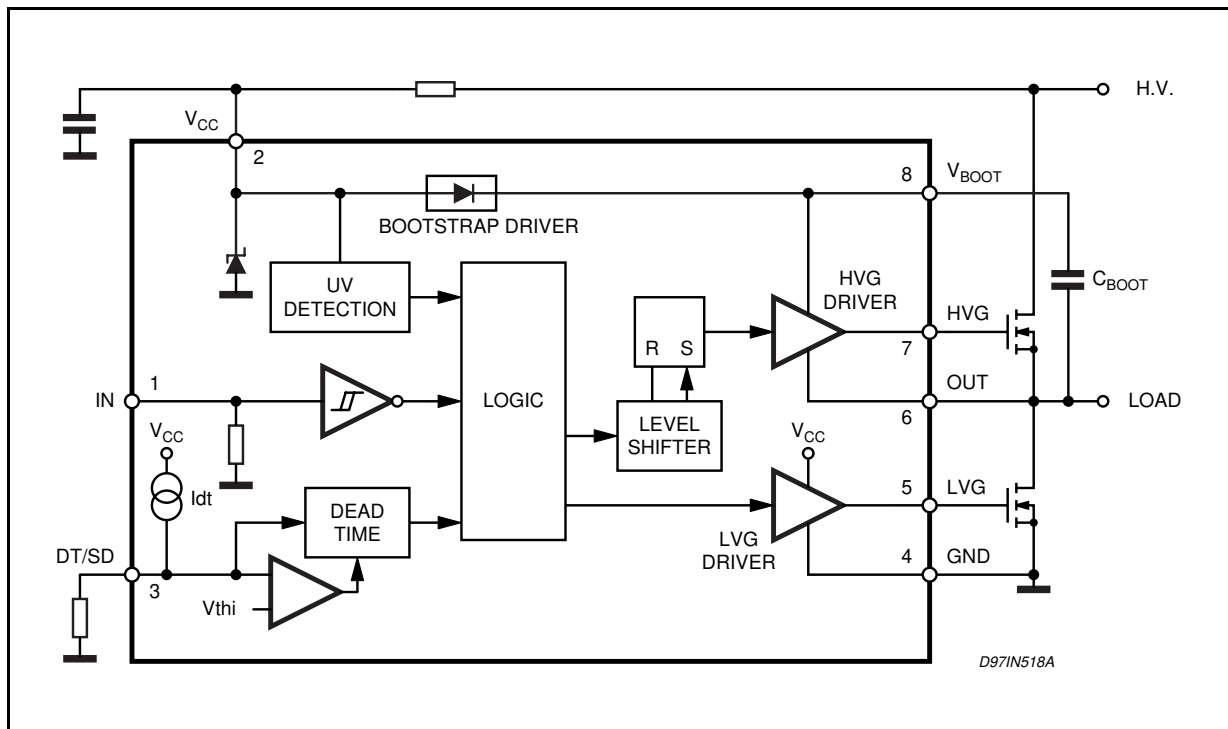 H.V.
VCC
2
8
VBOOT
BOOTSTRAP DRIVER
UV
DETECTION
HVG
DRIVER
CBOOT
HVG
7
R S
1
IN
LOGIC
OUT
6
LOAD
LEVEL
SHIFTER
VCC
VCC
Idt
5
LVG
DEAD
TIME
LVG
DRIVER
4
GND
DT/SD
3
Vthi
D97IN518A